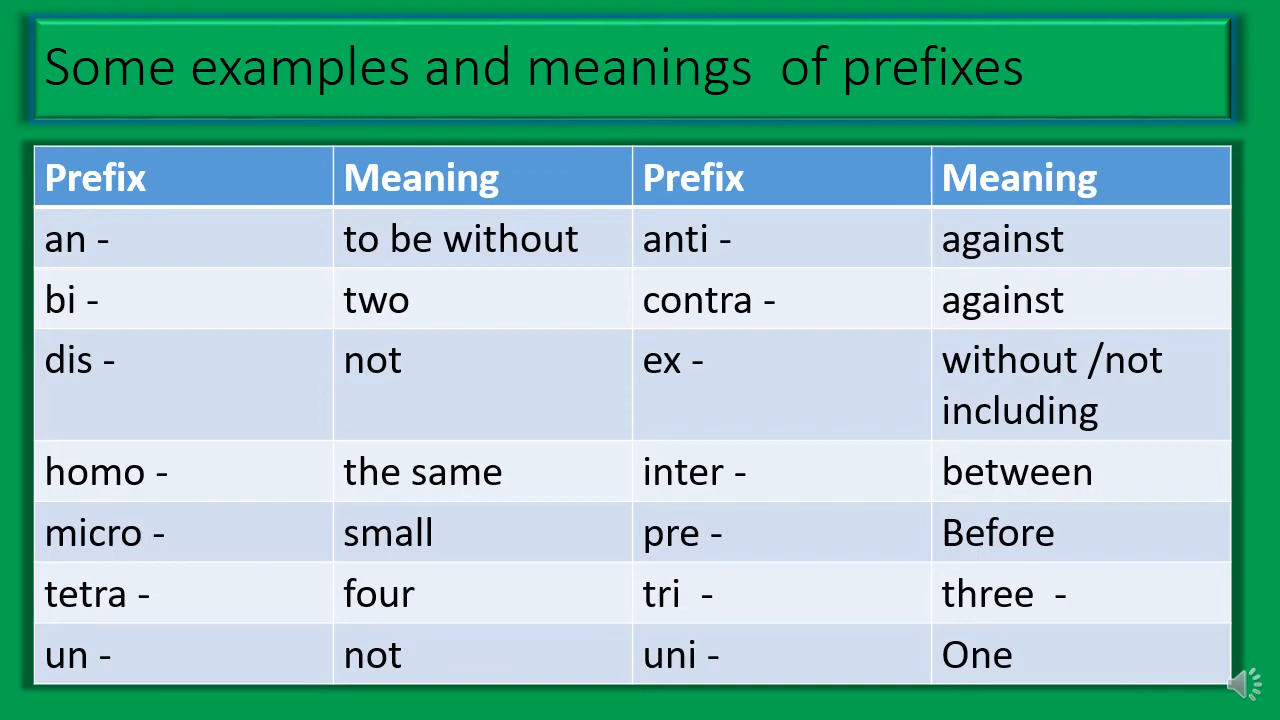 Some examples and meanings  of prefixes
Prefix Meaning Prefix Meaning
an - to be without anti - against
bi - two contra - against
dis - not ex - without /not
including
homo - the same inter - between
micro - small pre - Before
tetra - four tri  - three  -
un - not uni - One